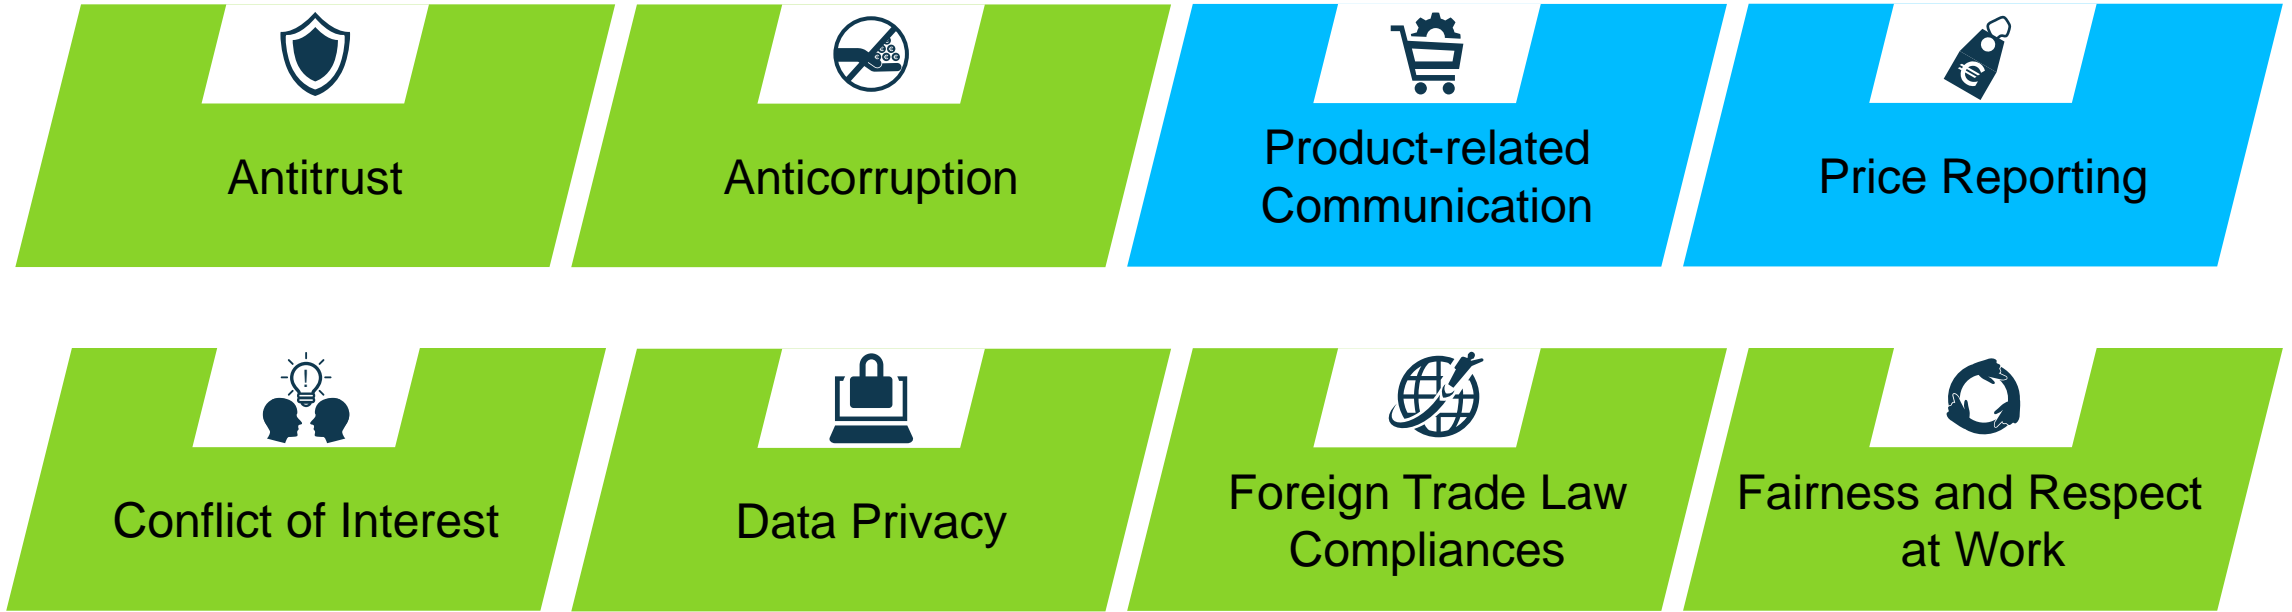 Antitrust
Anticorruption
Product-related
Communication
Price Reporting
Conflict of Interest
Data Privacy
Foreign Trade Law
Compliances
Fairness and Respect
at Work